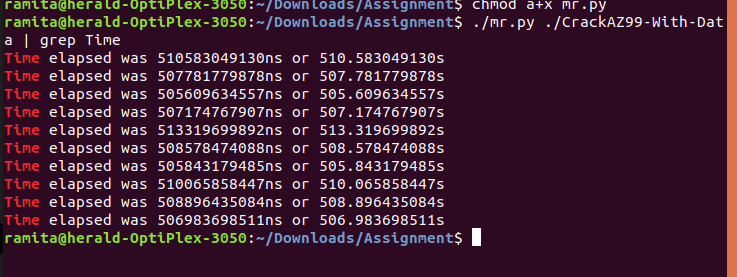 ramita@herald-OptiPlex-3050:~/Downloads/Assignment$ chmod a+x mr.py
ramita@herald-OptiPlex-3050:~/Downloads/Assignment$ ./mr.py ./CrackAZ99-With-Dat
a | grep Time
Time elapsed was 510583049130ns or 510.583049130s
Time elapsed was 507781779878ns or 507.781779878s
Time elapsed was 505609634557ns or 505.609634557s
Time elapsed was 507174767907ns or 507.174767907s
Time elapsed was 513319699892ns or 513.319699892s
Time elapsed was 508578474088ns or 508.578474088s
Time elapsed was 505843179485ns or 505.843179485s
Time elapsed was 510065858447ns or 510.065858447s
Time elapsed was 508896435084ns or 508.896435084s
Time elapsed was 506983698511ns or 506.983698511s
ramita@herald-OptiPlex-3050:~/Downloads/Assignment$